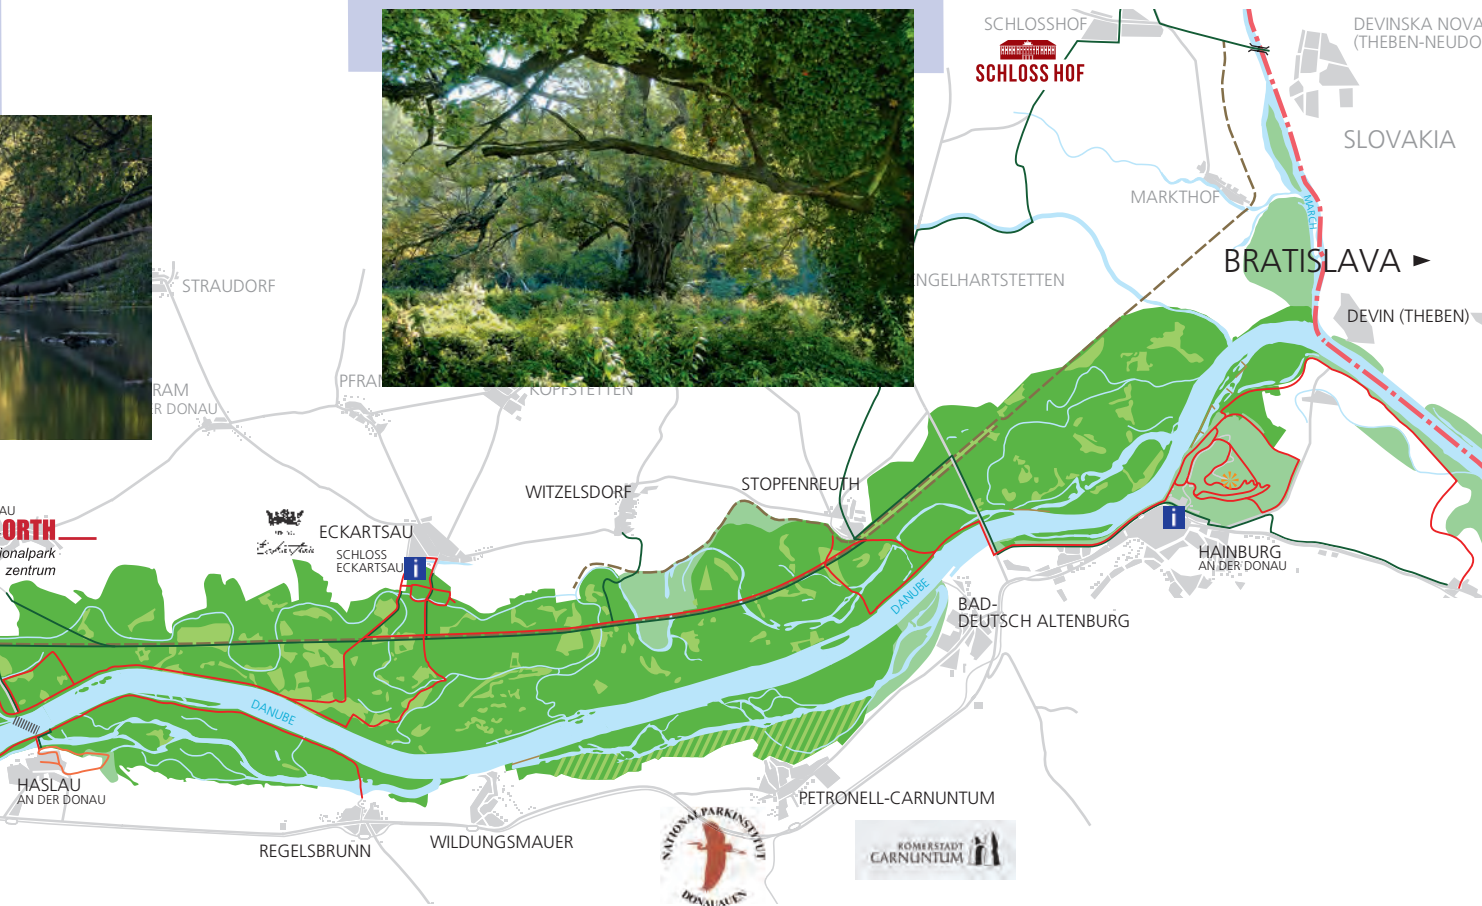 SCHLOSSHOF
SCHLOSS HOF
DEVINSKA NOVA
(THEBEN-NEUDO
SLOVAKIA
MARKTHOF
MARCH
BRATISLAVA ►
NGELHARTSTETTEN
DEVIN (THEBEN)
STRAUDORF
RAM
ER DONAU
PFRAM
KOPFSTETTEN
WITZELSDORF
STOPFENREUTH
AU
ORTH
ionalpark
zentrum
ECKARTSAU
SCHLOSS
ECKARTSAU
i
i
HAINBURG
AN DER DONAU
DANUBE
BAD-
DEUTSCH ALTENBURG
DANUBE
HASLAU
AN DER DONAU
PETRONELL-CARNUNTUM
REGELSBRUNN
WILDUNGSMAUER
NATIONALPARKINSTITUT
DONAUAUEN
RÖMERSTADT
CARNUNTUM